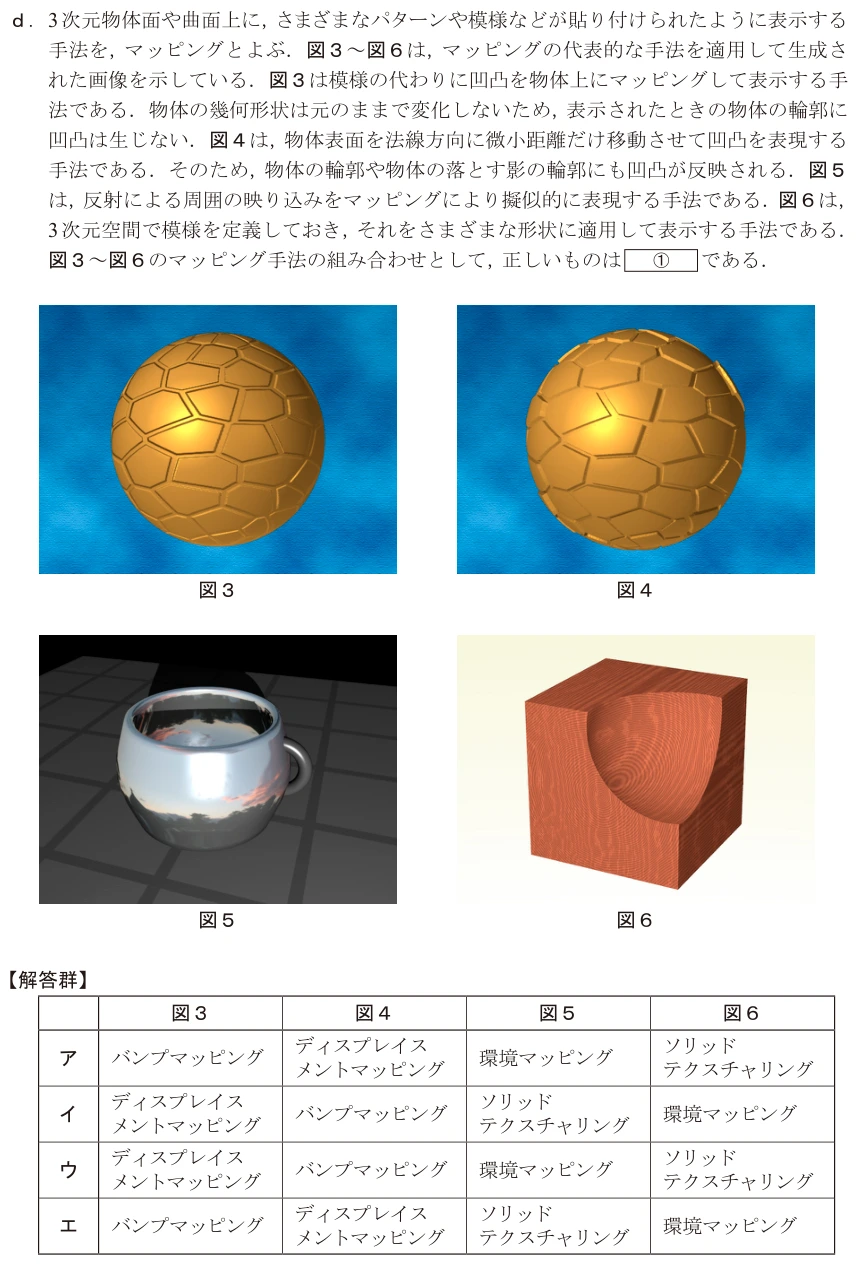 d．3次元物体面や曲面上に，さまざまなパターンや模様などが貼り付けられたように表示する
手法を，マッピングとよぶ．図3～図6は，マッピングの代表的な手法を適用して生成さ
れた画像を示している．図3は模様の代わりに凹凸を物体上にマッピングして表示する手
法である．物体の幾何形状は元のままで変化しないため，表示されたときの物体の輪郭に
凹凸は生じない．図4は，物体表面を法線方向に微小距離だけ移動させて凹凸を表現する
手法である．そのため，物体の輪郭や物体の落とす影の輪郭にも凹凸が反映される．図5
は，反射による周囲の映り込みをマッピングにより擬似的に表現する手法である．図6は，
3次元空間で模様を定義しておき，それをさまざまな形状に適用して表示する手法である．
図3～図6のマッピング手法の組み合わせとして，正しいものは ① である．
図3 図4
図5 図6
【解答群】
図3 図4 図5 図6
ア バンプマッピング ディスプレイスメントマッピング 環境マッピング ソリッドテクスチャリング
イ ディスプレイスメントマッピング バンプマッピング ソリッドテクスチャリング 環境マッピング
ウ ディスプレイスメントマッピング バンプマッピング 環境マッピング ソリッドテクスチャリング
エ バンプマッピング ディスプレイスメントマッピング ソリッドテクスチャリング 環境マッピング